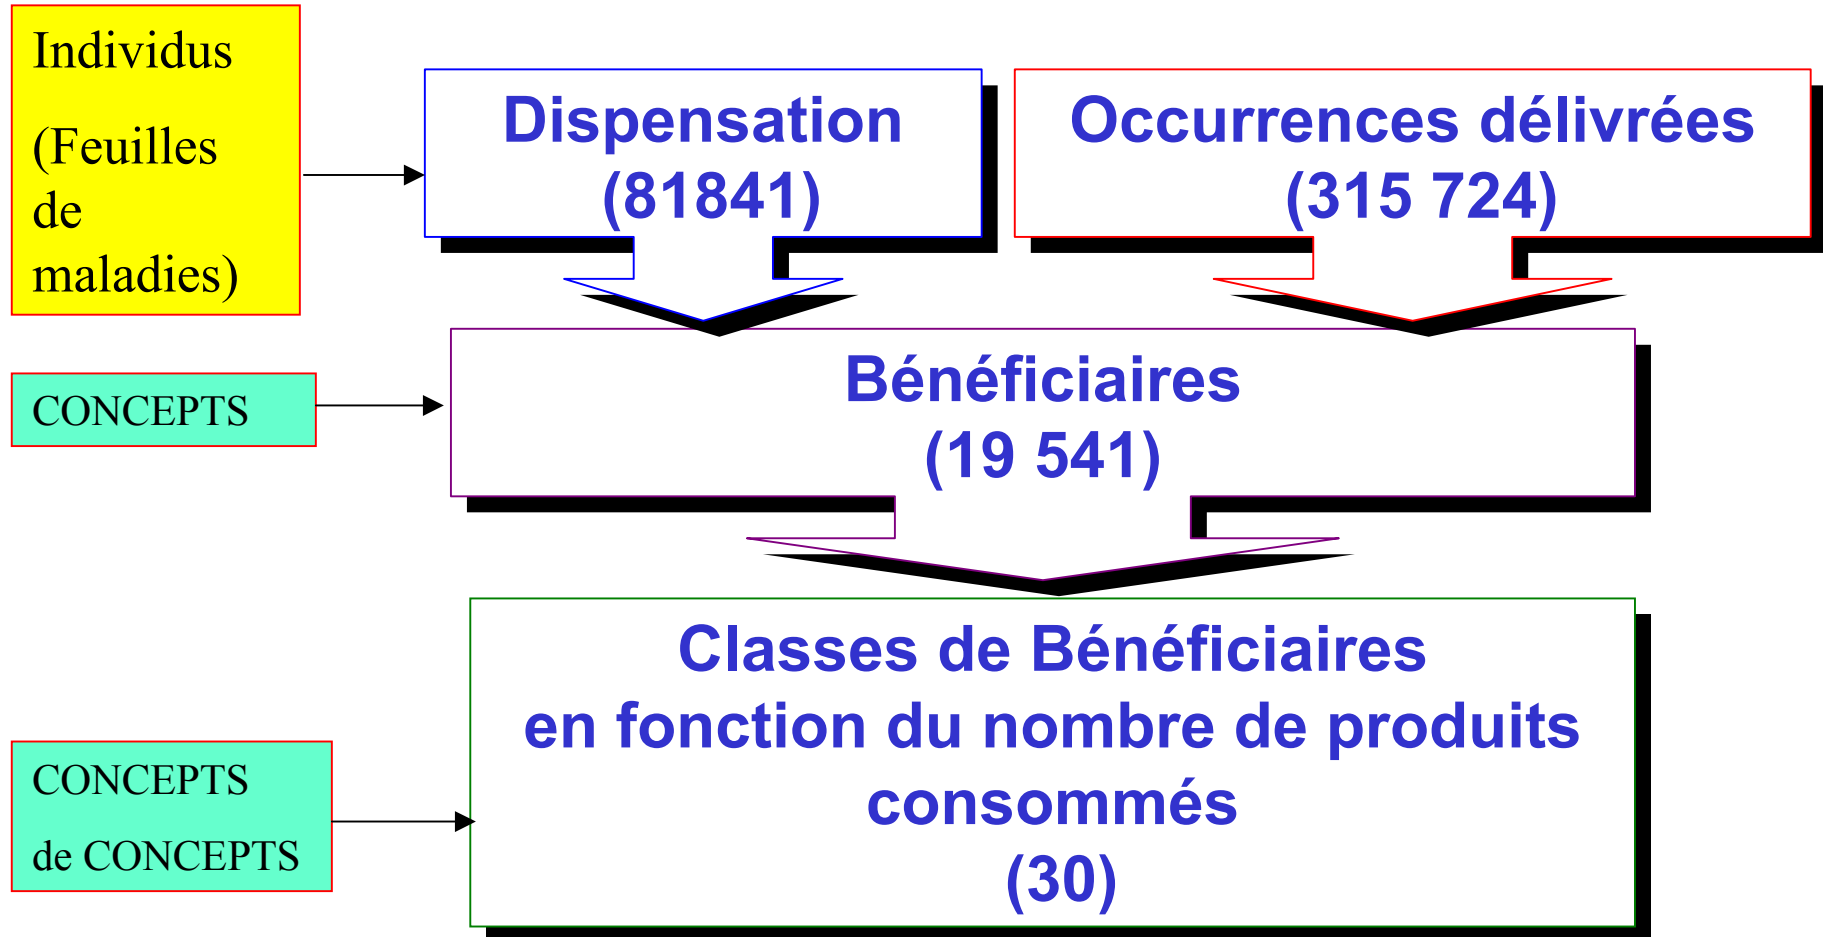 Individus
(Feuilles
de
maladies)
Dispensation
(81841)
Occurrences délivrées
(315 724)
CONCEPTS
Bénéficiaires
(19 541)
CONCEPTS
de CONCEPTS
Classes de Bénéficiaires
en fonction du nombre de produits
consommés
(30)